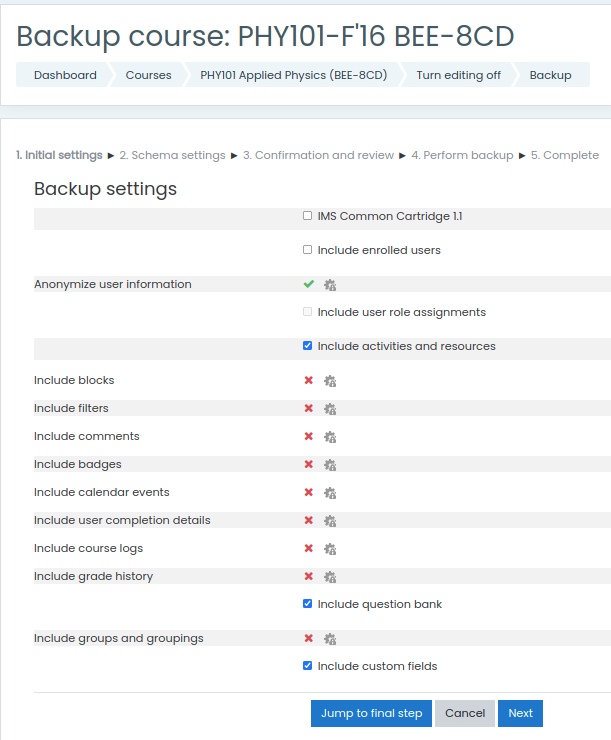 Backup course: PHY101-F'16 BEE-8CD
Dashboard Courses PHY101 Applied Physics (BEE-8CD) Turn editing off Backup
1. Initial settings ► 2. Schema settings ► 3. Confirmation and review ► 4. Perform backup ► 5. Complete
Backup settings
IMS Common Cartridge 1.1
Include enrolled users
Anonymize user information
Include user role assignments
Include activities and resources
Include blocks
Include filters
Include comments
Include badges
Include calendar events
Include user completion details
Include course logs
Include grade history
Include question bank
Include groups and groupings
Include custom fields
Jump to final step Cancel Next